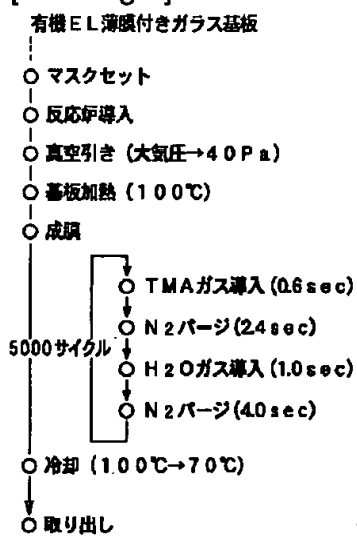 有機EL薄膜付きガラス基板
マスクセット
反応炉導入
真空引き（大気圧→40Pa）
基板加熱（100℃）
成膜
TMAガス導入(0.6sec)
N2パージ(2.4sec)
5000サイクル
H2Oガス導入(1.0sec)
N2パージ(4.0sec)
冷却（100℃→70℃）
取り出し